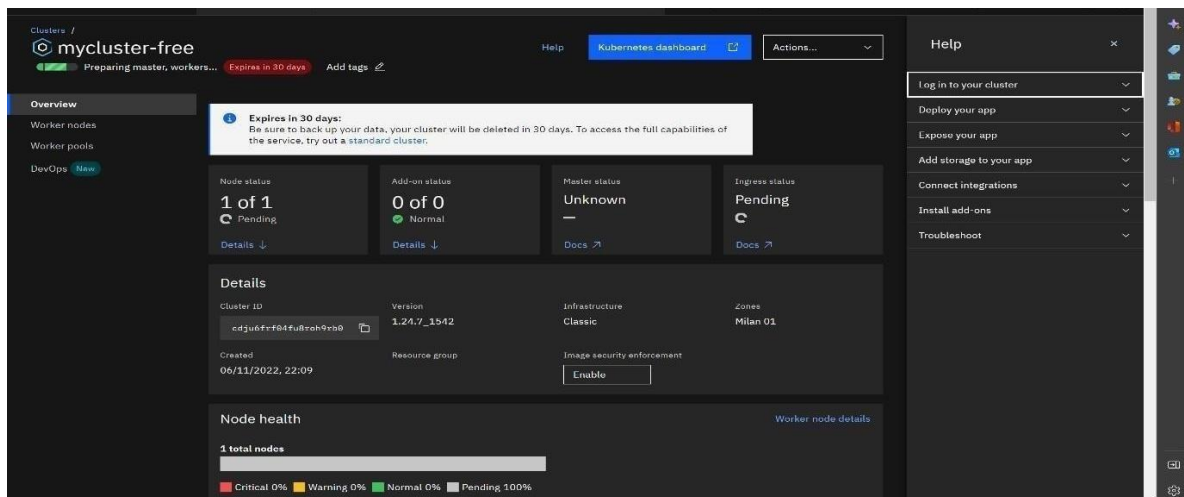 Clusters /
mycluster-free
Preparing master, workers... Expires in 30 days Add tags
Help
Kubernetes dashboard
Actions...
Overview
Worker nodes
Worker pools
DevOps New
Expires in 30 days:
Be sure to back up your data, your cluster will be deleted in 30 days. To access the full capabilities of
the service, try out a standard cluster.
Node status
1 of 1
Pending
Details ↓
Add-on status
0 of 0
Normal
Details ↓
Master status
Unknown
—
Docs ↗
Ingress status
Pending
Docs ↗
Details
Cluster ID
cdju6frf04fu8roh9rb0
Version
1.24.7_1542
Infrastructure
Classic
Zones
Milan 01
Created
06/11/2022, 22:09
Resource group
Image security enforcement
Enable
Node health
Worker node details
1 total nodes
Critical 0% Warning 0% Normal 0% Pending 100%
Help
Log in to your cluster
Deploy your app
Expose your app
Add storage to your app
Connect integrations
Install add-ons
Troubleshoot